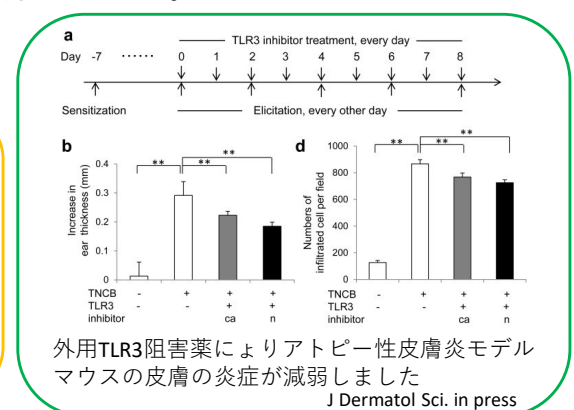 a
TLR3 inhibitor treatment, every day
Day -7 ······ 0 1 2 3 4 5 6 7 8
Sensitization Elicitation, every other day
b
** ** **
Increase in
ear thickness (mm)
0.4
0.3
0.2
0.1
0
TNCB - + + +
TLR3 - - + +
inhibitor ca n
d
** ** **
Numbers of
infiltrated cell per field
1000
800
600
400
200
0
TNCB - + + +
TLR3 - - + +
inhibitor ca n
外用TLR3阻害薬にょりアトピー性皮膚炎モデル
マウスの皮膚の炎症が減弱しました
J Dermatol Sci. in press